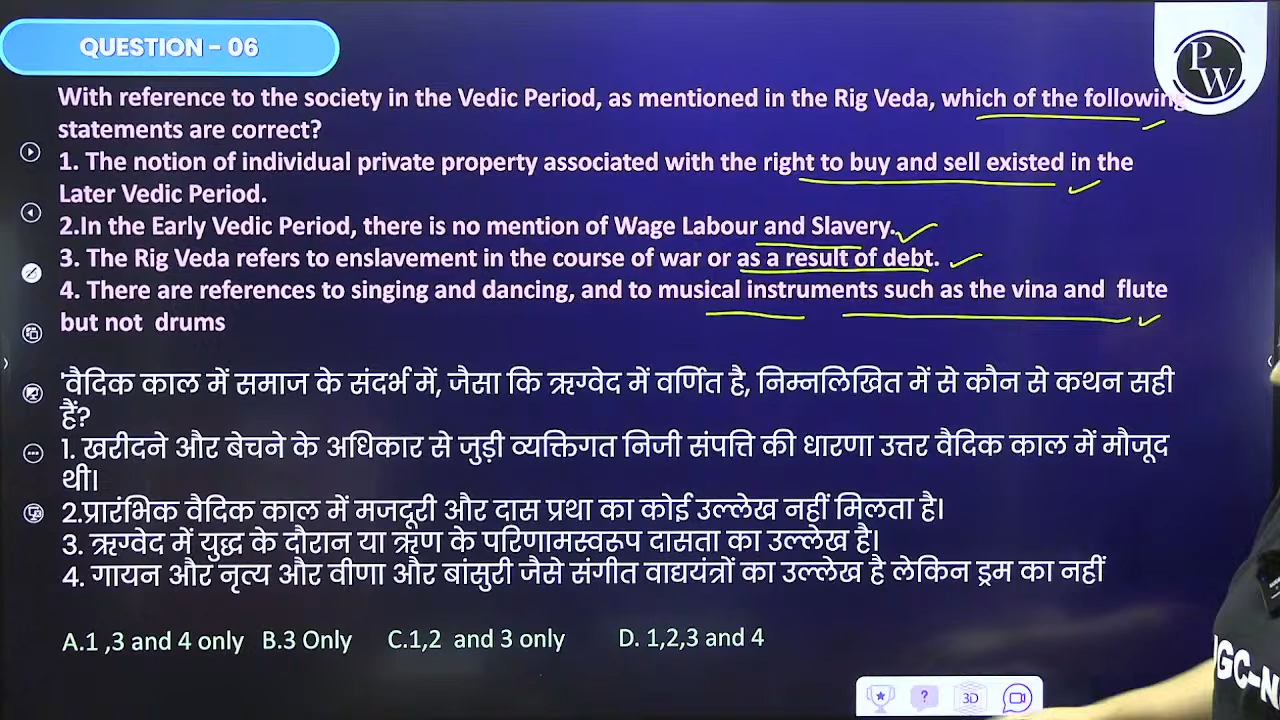 QUESTION - 06
PW
With reference to the society in the Vedic Period, as mentioned in the Rig Veda, which of the following
statements are correct?
1. The notion of individual private property associated with the right to buy and sell existed in the
Later Vedic Period.
2.In the Early Vedic Period, there is no mention of Wage Labour and Slavery.
3. The Rig Veda refers to enslavement in the course of war or as a result of debt.
4. There are references to singing and dancing, and to musical instruments such as the vina and flute
but not drums
'वैदिक काल में समाज के संदर्भ में, जैसा कि ऋग्वेद में वर्णित है, निम्नलिखित में से कौन से कथन सही
हैं?
1. खरीदने और बेचने के अधिकार से जुड़ी व्यक्तिगत निजी संपत्ति की धारणा उत्तर वैदिक काल में मौजूद
थी।
2.प्रारंभिक वैदिक काल में मजदूरी और दास प्रथा का कोई उल्लेख नहीं मिलता है।
3. ऋग्वेद में युद्ध के दौरान या ऋण के परिणामस्वरूप दासता का उल्लेख है।
4. गायन और नृत्य और वीणा और बांसुरी जैसे संगीत वाद्ययंत्रों का उल्लेख है लेकिन ड्रम का नहीं
A.1 ,3 and 4 only B.3 Only C.1,2 and 3 only D. 1,2,3 and 4
3D
GC-N